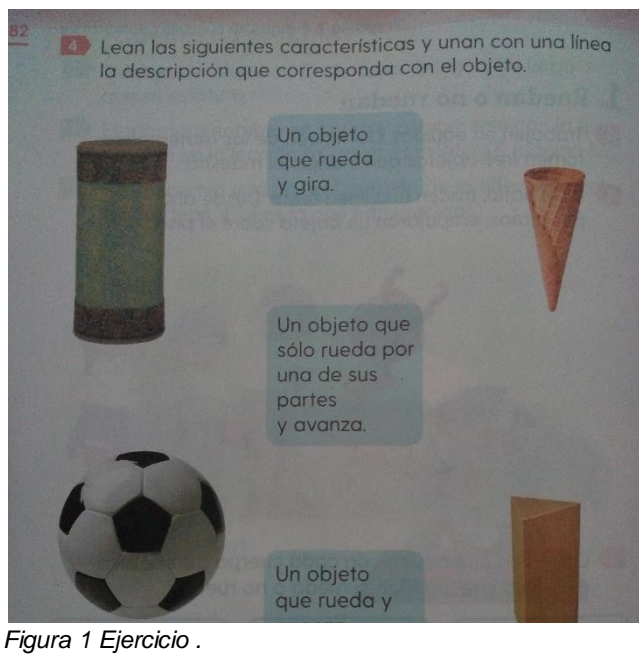 82
4 Lean las siguientes características y unan con una línea
la descripción que corresponda con el objeto.
Un objeto
que rueda
y gira.
Un objeto que
sólo rueda por
una de sus
partes
y avanza.
Un objeto
que rueda y
Figura 1 Ejercicio .